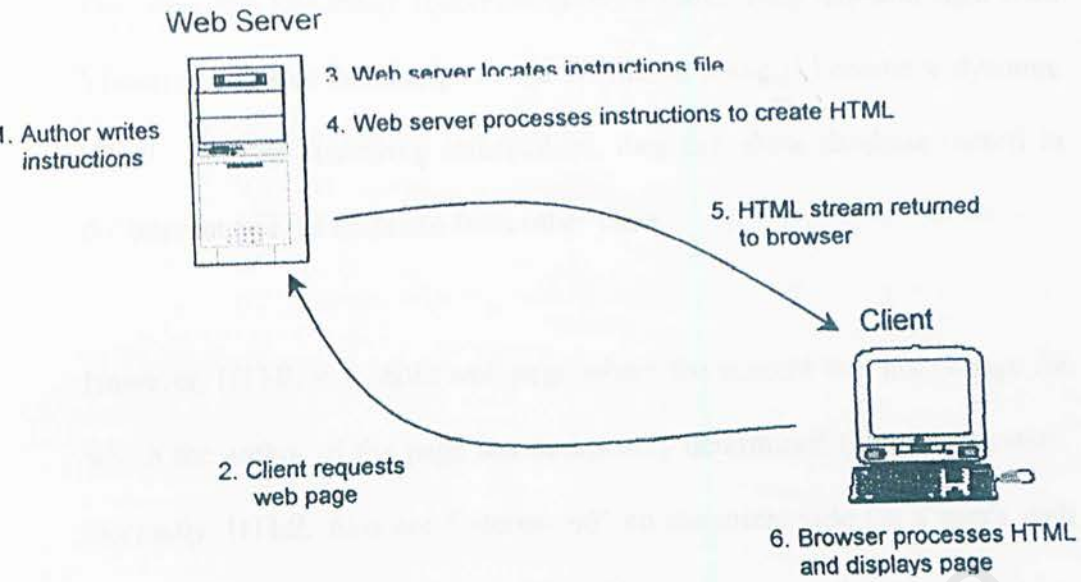 Web Server
3. Web server locates instructions file
4. Web server processes instructions to create HTML
1. Author writes
instructions
5. HTML stream returned
to browser
Client
2. Client requests
web page
6. Browser processes HTML
and displays page